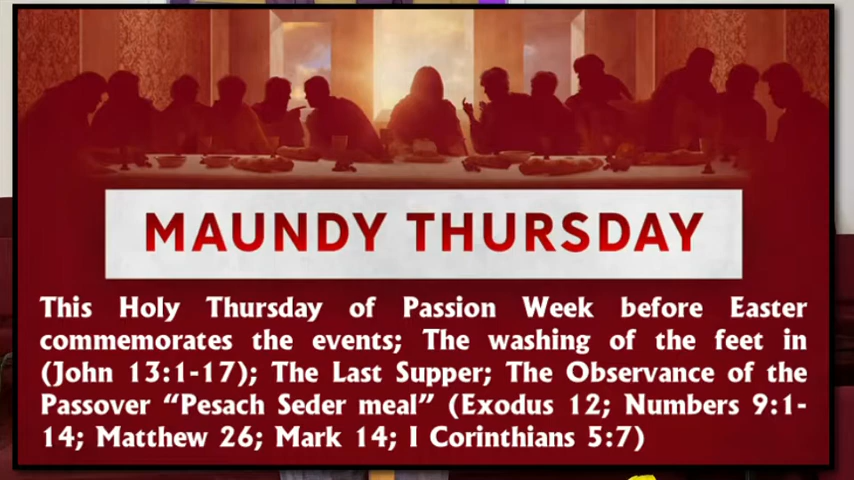 MAUNDY THURSDAY
This Holy Thursday of Passion Week before Easter
commemorates the events; The washing of the feet in
(John 13:1-17); The Last Supper; The Observance of the
Passover “Pesach Seder meal” (Exodus 12; Numbers 9:1-
14; Matthew 26; Mark 14; I Corinthians 5:7)